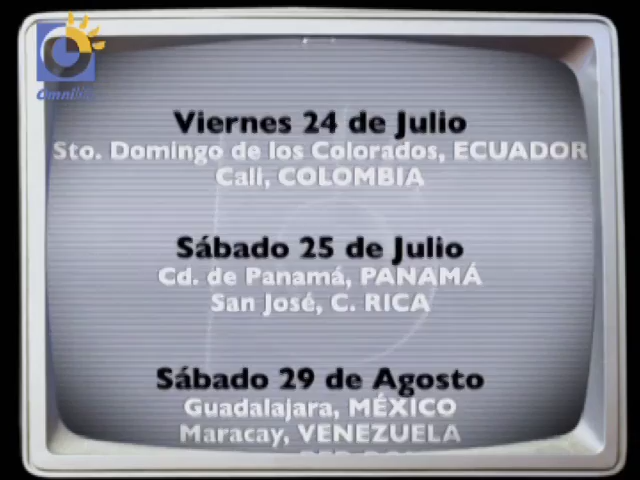 Viernes 24 de Julio
Sto. Domingo de los Colorados, ECUADOR
Cali, COLOMBIA
Sábado 25 de Julio
Cd. de Panamá, PANAMÁ
San José, C. RICA
Sábado 29 de Agosto
Guadalajara, MÉXICO
Maracay, VENEZUELA